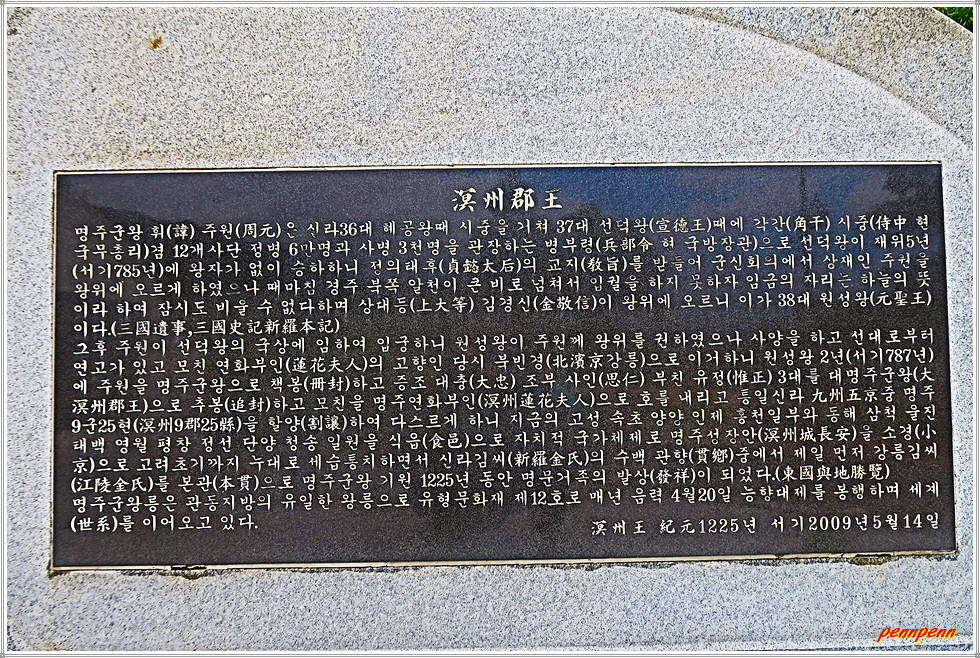 溟州郡王
명주군왕 휘(諱) 주원(周元)은 신라36대 혜공왕때 시중을 거쳐 37대 선덕왕(宣德王)때에 각간(角干) 시중(侍中 현
국무총리)겸 12개사단 정병 6만명과 사병 3천명을 관장하는 병부령(兵部令 현 국방장관)으로 선덕왕이 재위5년
(서기785년)에 왕자가 없이 승하하니 정의태후(貞懿太后)의 교지(敎旨)를 받들어 군신회의에서 상재인 주원을
왕위에 오르게 하였으나 때마침 경주 북쪽 알천이 큰 비로 넘쳐서 입궐을 하지 못하자 임금의 자리는 하늘의 뜻
이라 하여 잠시도 비울 수 없다하며 상대등(上大等) 김경신(金敬信)이 왕위에 오르니 이가 38대 원성왕(元聖王)
이다.(三國遺事,三國史記新羅本記)
그후 주원이 선덕왕의 국상에 임하여 입궁하니 원성왕이 주원께 왕위를 권하였으나 사양을 하고 선대로부터
연고가 있고 모친 연화부인(蓮花夫人)의 고향인 당시 북빈경(北濱京강릉)으로 이거하니 원성왕 2년(서기787년)
에 주원을 명주군왕으로 책봉(冊封)하고 증조 대충(大忠) 조부 사인(思仁) 부친 유정(惟正) 3대를 대명주군왕(大
溟州郡王)으로 추봉(追封)하고 모친을 명주연화부인(溟州蓮花夫人)으로 호를 내리고 통일신라 九州五京중 명주
9군25현(溟州9郡25縣)을 할양(割讓)하여 다스르게 하니 지금의 고성 속초 양양 인제 홍천일부와 동해 삼척 울진
태백 영월 평창 정선 단양 청송 일원을 식읍(食邑)으로 자치적 국가체제로 명주성장안(溟州城長安)을 소경(小
京)으로 고려초기까지 누대로 세습통치하면서 신라김씨(新羅金氏)의 수백 관향(貫鄕)중에서 제일 먼저 강릉김씨
(江陵金氏)를 본관(本貫)으로 명주군왕 기원 1225년 동안 명문거족의 발상(發祥)이 되었다.(東國與地勝覽)
명주군왕릉은 관동지방의 유일한 왕릉으로 유형문화재 제12호로 매년 음력 4월20일 능향대제를 봉행하며 세계
(世系)를 이어오고 있다.
溟州王 紀元1225년 서기2009년5월14일
pennpenn